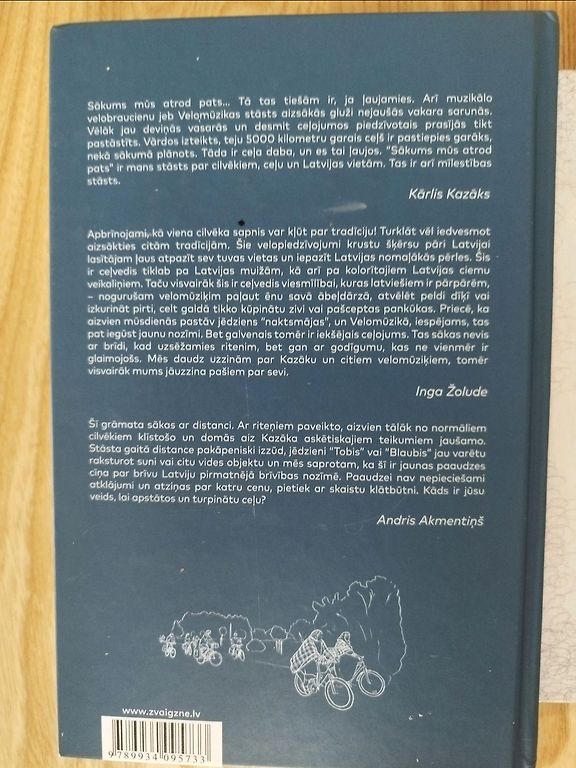 Sākums mūs atrod pats... Tā tas tiešām ir, ja ļaujamies. Arī muzikālo
velobraucienu jeb Velomūzikas stāsts aizsākās gluži nejaušās vakara sarunās.
Vēlāk jau deviņās vasarās un desmit ceļojumos piedzīvotais prasījās tikt
pastāstīts. Vārdos izteikts, teju 5000 kilometru garais ceļš ir pastiepies garāks,
nekā sākumā plānots. Tāda ir ceļa daba, un es tai ļaujos. "Sākums mūs atrod
pats" ir mans stāsts par cilvēkiem, ceļu un Latvijas vietām. Tas ir arī mīlestības
stāsts.
Kārlis Kazāks
Apbrīnojami, kā viena cilvēka sapnis var kļūt par tradīciju! Turklāt vēl iedvesmot
aizsākties citām tradīcijām. Šie velopiedzīvojumi krustu šķērsu pāri Latvijai
lasītājam ļaus atpazīt sev tuvas vietas un iepazīt Latvijas nomaļākās pērles. Šis
ir ceļvedis tiklab pa Latvijas muižām, kā arī pa kolorītajiem Latvijas ciemu
veikaliņiem. Taču visvairāk šis ir ceļvedis viesmīlībai, kuras latviešiem ir pārpārēm,
– nogurušam velomūziķim paļaut ēnu savā ābeļdārzā, atvēlēt peldi dīķī vai
izkurināt pirti, celt galdā tikko kūpinātu zivi vai pašceptas pankūkas. Priecē, ka
aizvien mūsdienās pastāv jēdziens "naktsmājas", un Velomūzikā, iespējams, tas
pat iegūst jaunu nozīmi. Bet galvenais tomēr ir iekšējais ceļojums. Tas sākas nevis
ar brīdi, kad uzsēžamies ritenim, bet gan ar godīgumu, kas ne vienmēr ir
glaimojošs. Mēs daudz uzzinām par Kazāku un citiem velomūziķiem, tomēr
visvairāk mums jāuzzina pašiem par sevi.
Inga Žolude
Šī grāmata sākas ar distanci. Ar riteņiem paveikto, aizvien tālāk no normāliem
cilvēkiem klīstošo un domās aiz Kazāka askētiskajiem teikumiem jaušamo.
Stāsta gaitā distance pakāpeniski izzūd, jēdzieni "Tobis" vai "Blaubis" jau varētu
raksturot suni vai citu vides objektu un mēs saprotam, ka šī ir jaunas paaudzes
cīņa par brīvu Latviju pirmatnējā brīvības nozīmē. Paaudzei nav nepieciešami
atklājumi un atziņas par katru cenu, pietiek ar skaistu klātbūtni. Kāds ir jūsu
veids, lai apstātos un turpinātu ceļu?
Andris Akmentiņš
www.zvaigzne.lv
9789934095733